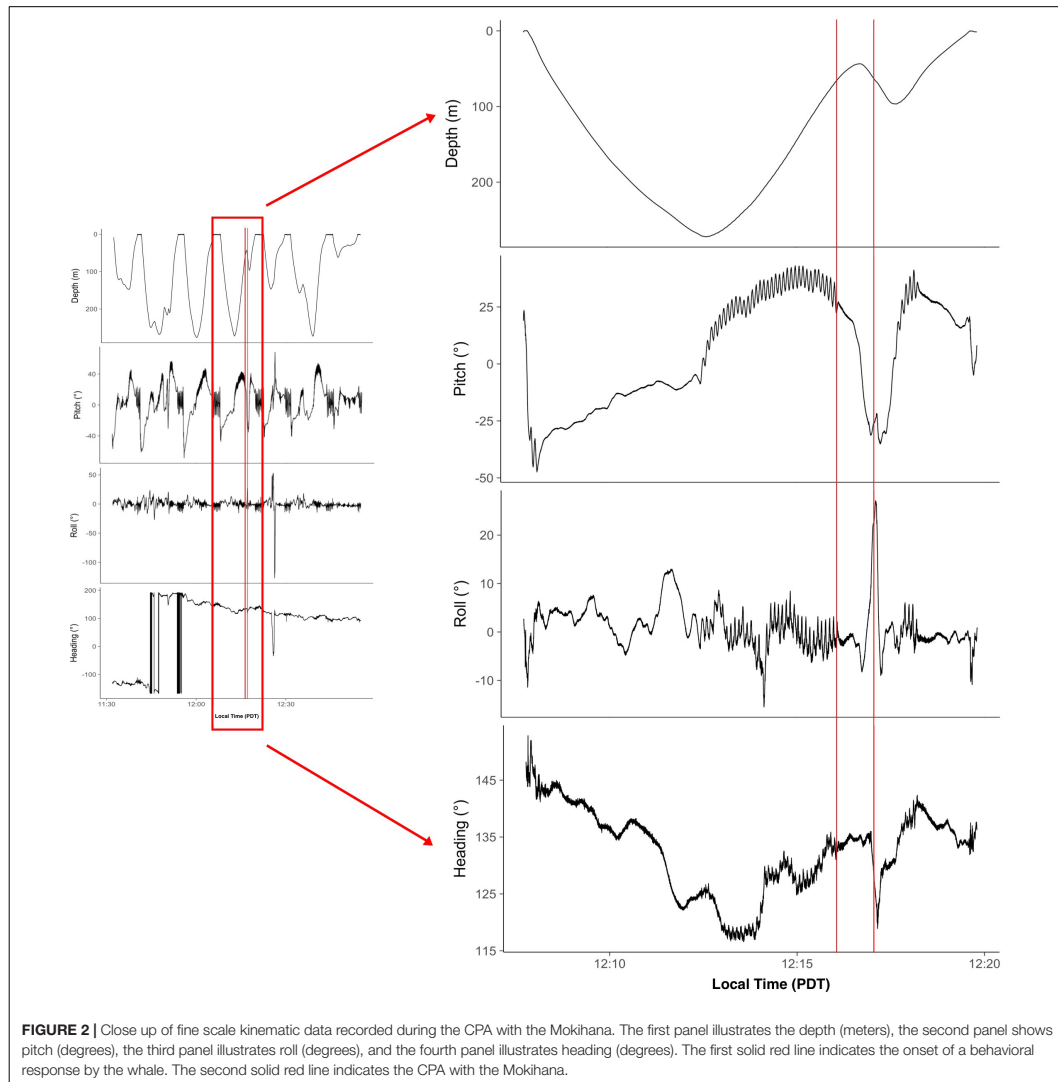 0
100
200
Depth (m)
25
0
-25
-50
Pitch (°)
20
10
0
-10
Roll (°)
145
135
125
115
Heading (°)
12:10
12:15
12:20
Local Time (PDT)
0
100
200
Depth (m)
40
0
-40
Pitch (°)
50
0
-50
-100
Roll (°)
200
100
0
-100
Heading (°)
11:30
12:00
12:30
Local Time (PDT)
FIGURE 2 | Close up of fine scale kinematic data recorded during the CPA with the Mokihana. The first panel illustrates the depth (meters), the second panel shows
pitch (degrees), the third panel illustrates roll (degrees), and the fourth panel illustrates heading (degrees). The first solid red line indicates the onset of a behavioral
response by the whale. The second solid red line indicates the CPA with the Mokihana.